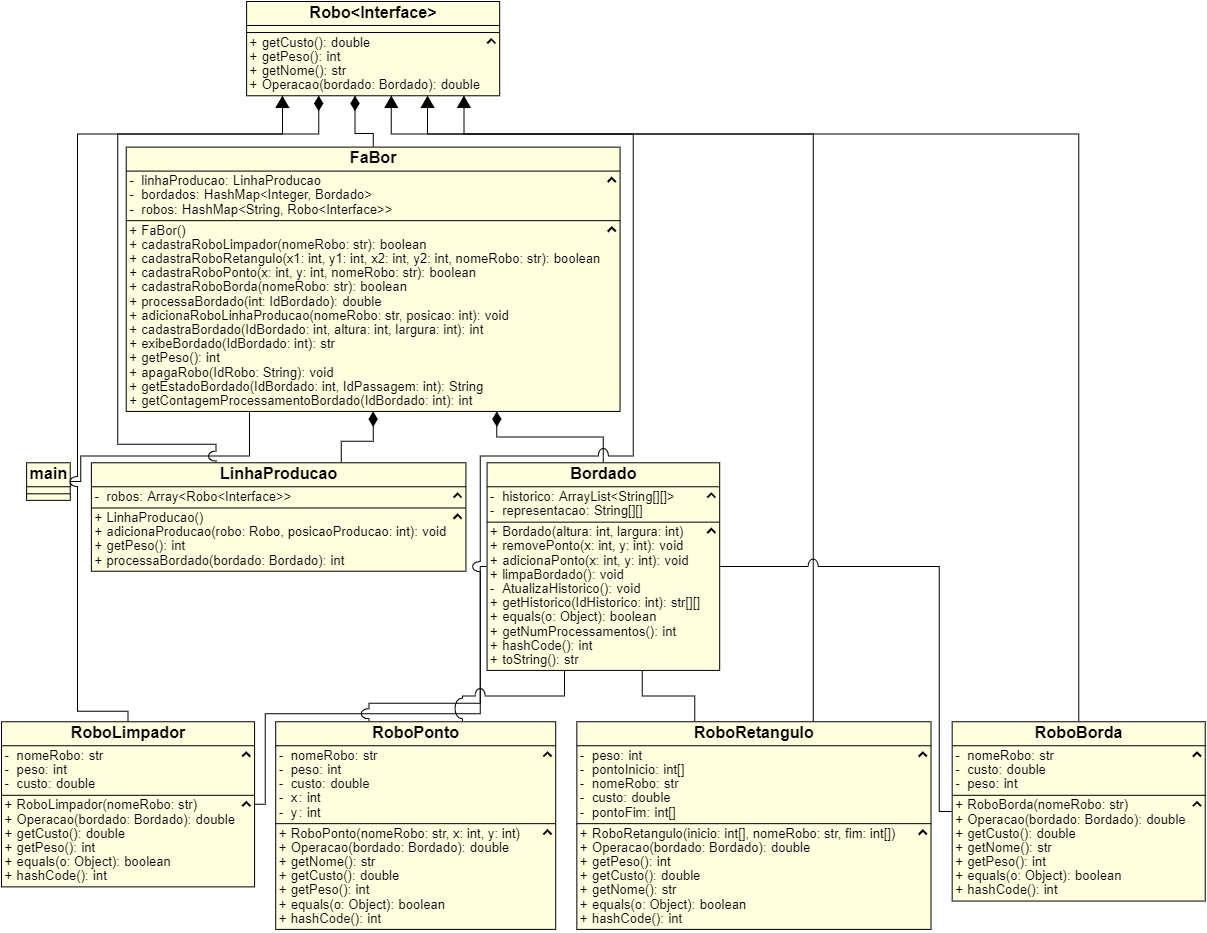 Robo<Interface>
+ getCusto(): double
+ getPeso(): int
+ getNome(): str
+ Operacao(bordado: Bordado): double
FaBor
- linhaProducao: LinhaProducao
- bordados: HashMap<Integer, Bordado>
- robos: HashMap<String, Robo<Interface>>
+ FaBor()
+ cadastraRoboLimpador(nomeRobo: str): boolean
+ cadastraRoboRetangulo(x1: int, y1: int, x2: int, y2: int, nomeRobo: str): boolean
+ cadastraRoboPonto(x: int, y: int, nomeRobo: str): boolean
+ cadastraRoboBorda(nomeRobo: str): boolean
+ processaBordado(int: IdBordado): double
+ adicionaRoboLinhaProducao(nomeRobo: str, posicao: int): void
+ cadastraBordado(IdBordado: int, altura: int, largura: int): int
+ exibeBordado(IdBordado: int): str
+ getPeso(): int
+ apagaRobo(IdRobo: String): void
+ getEstadoBordado(IdBordado: int, IdPassagem: int): String
+ getContagemProcessamentoBordado(IdBordado: int): int
main
LinhaProducao
- robos: Array<Robo<Interface>>
+ LinhaProducao()
+ adicionaProducao(robo: Robo, posicaoProducao: int): void
+ getPeso(): int
+ processaBordado(bordado: Bordado): int
Bordado
- historico: ArrayList<String[][]>
- representacao: String[][]
+ Bordado(altura: int, largura: int)
+ removePonto(x: int, y: int): void
+ adicionaPonto(x: int, y: int): void
+ limpaBordado(): void
- AtualizaHistorico(): void
+ getHistorico(IdHistorico: int): str[][]
+ equals(o: Object): boolean
+ getNumProcessamentos(): int
+ hashCode(): int
+ toString(): str
RoboLimpador
- nomeRobo: str
- peso: int
- custo: double
+ RoboLimpador(nomeRobo: str)
+ Operacao(bordado: Bordado): double
+ getCusto(): double
+ getPeso(): int
+ equals(o: Object): boolean
+ hashCode(): int
RoboPonto
- nomeRobo: str
- peso: int
- custo: double
- x: int
- y: int
+ RoboPonto(nomeRobo: str, x: int, y: int)
+ Operacao(bordado: Bordado): double
+ getNome(): str
+ getCusto(): double
+ getPeso(): int
+ equals(o: Object): boolean
+ hashCode(): int
RoboRetangulo
- peso: int
- pontoInicio: int[]
- nomeRobo: str
- custo: double
- pontoFim: int[]
+ RoboRetangulo(inicio: int[], nomeRobo: str, fim: int[])
+ Operacao(bordado: Bordado): double
+ getPeso(): int
+ getCusto(): double
+ getNome(): str
+ equals(o: Object): boolean
+ hashCode(): int
RoboBorda
- nomeRobo: str
- custo: double
- peso: int
+ RoboBorda(nomeRobo: str)
+ Operacao(bordado: Bordado): double
+ getCusto(): double
+ getNome(): str
+ getPeso(): int
+ equals(o: Object): boolean
+ hashCode(): int